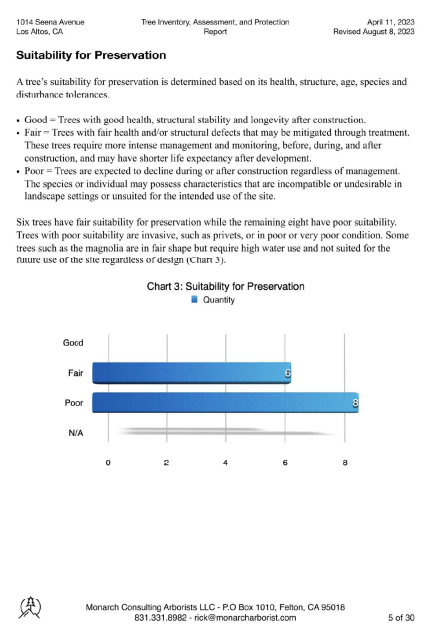 1014 Seena Avenue
Los Altos, CA
Tree Inventory, Assessment, and Protection
Report
April 11, 2023
Revised August 8, 2023
Suitability for Preservation
A tree's suitability for preservation is determined based on its health, structure, age, species and
disturbance tolerances.
• Good = Trees with good health, structural stability and longevity after construction.
• Fair = Trees with fair health and/or structural defects that may be mitigated through treatment.
These trees require more intense management and monitoring, before, during, and after
construction, and may have shorter life expectancy after development.
• Poor = Trees are expected to decline during or after construction regardless of management.
The species or individual may possess characteristics that are incompatible or undesirable in
landscape settings or unsuited for the intended use of the site.
Six trees have fair suitability for preservation while the remaining eight have poor suitability.
Trees with poor suitability are invasive, such as privets, or in poor or very poor condition. Some
trees such as the magnolia are in fair shape but require high water use and not suited for the
future use of the site regardless of design (Chart 3).
Chart 3: Suitability for Preservation
Quantity
Good
Fair
6
Poor
8
N/A
0 2 4 6 8
Monarch Consulting Arborists LLC - P.O Box 1010, Felton, CA 95018
831.331.8982 - rick@monarcharborist.com
5 of 30